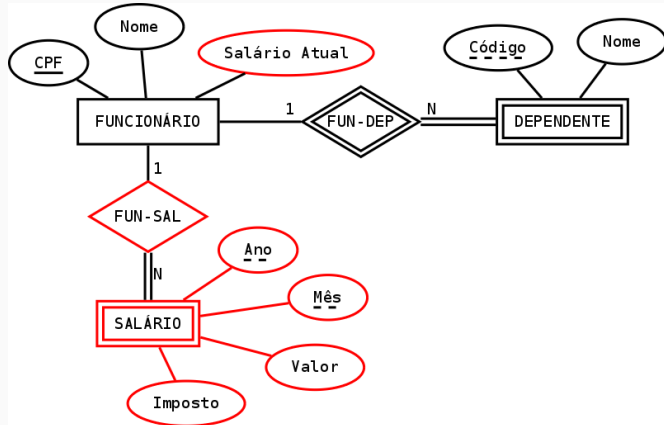 Nome
CPF
Salário Atual
Código
Nome
FUNCIONÁRIO
1
FUN-DEP
N
DEPENDENTE
1
FUN-SAL
N
Ano
Mês
SALÁRIO
Valor
Imposto